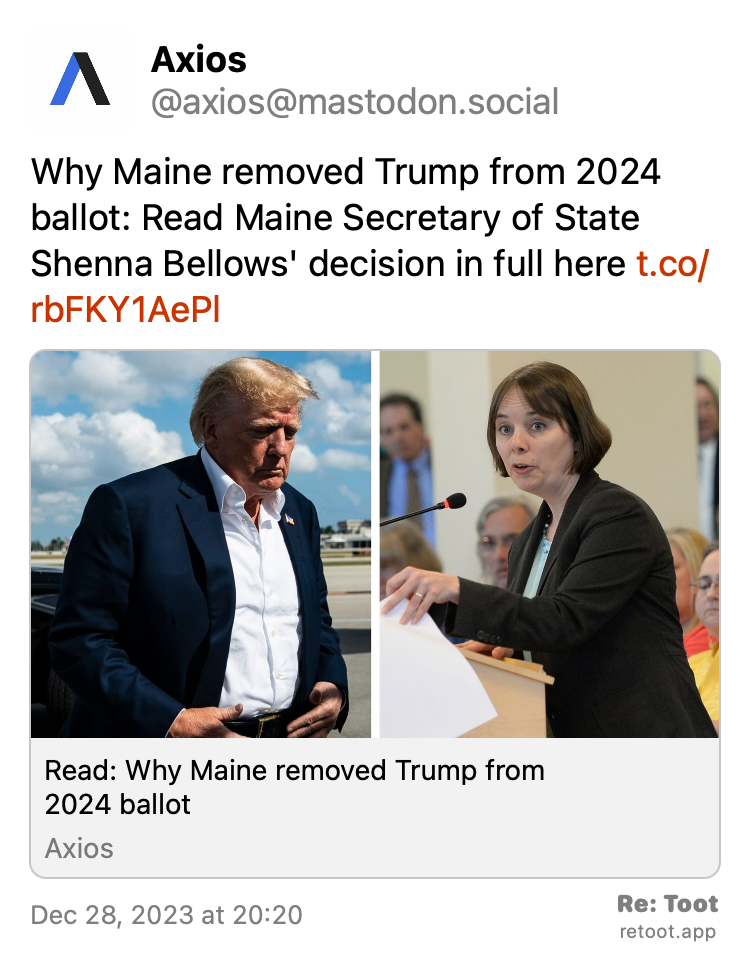 Axios
@axios@mastodon.social
Why Maine removed Trump from 2024
ballot: Read Maine Secretary of State
Shenna Bellows' decision in full here t.co/
rbFKY1AePl
Read: Why Maine removed Trump from
2024 ballot
Axios
Dec 28, 2023 at 20:20
Re: Toot
retoot.app